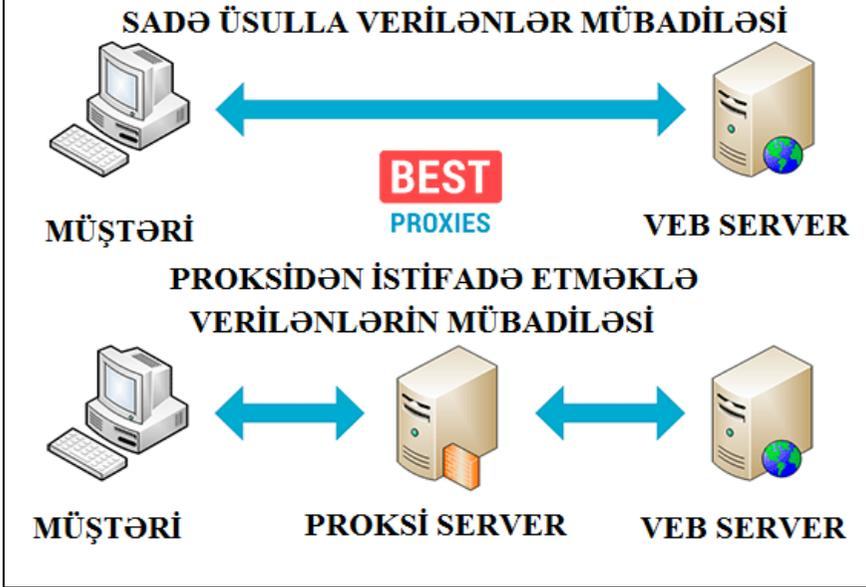 SADƏ ÜSULLA VERİLƏNLƏR MÜBADİLƏSİ
BEST
PROXIES
MÜŞTƏRİ
VEB SERVER
PROKSİDƏN İSTİFADƏ ETMƏKLƏ
VERİLƏNLƏRİN MÜBADİLƏSİ
MÜŞTƏRİ
PROKSİ SERVER
VEB SERVER